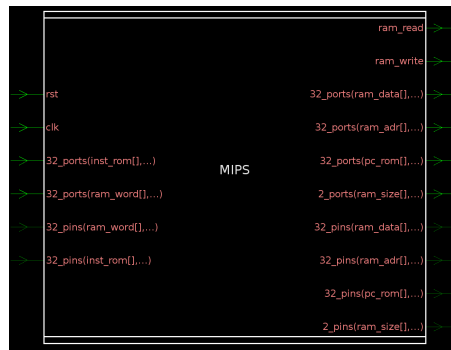 ram_read
ram_write
rst
32_ports(ram_data[],...)
clk
32_ports(ram_adr[],...)
32_ports(inst_rom[],...)
32_ports(pc_rom[],...)
MIPS
32_ports(ram_word[],...)
2_ports(ram_size[],...)
32_pins(ram_word[],...)
32_pins(ram_data[],...)
32_pins(inst_rom[],...)
32_pins(ram_adr[],...)
32_pins(pc_rom[],...)
2_pins(ram_size[],...)